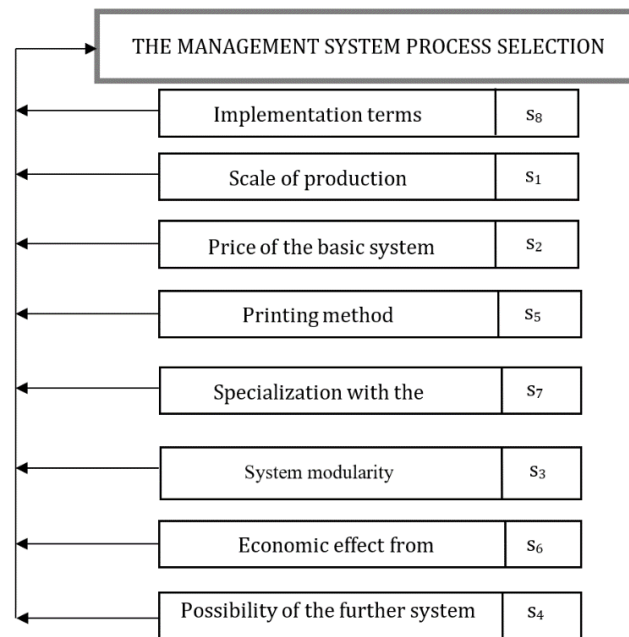 THE MANAGEMENT SYSTEM PROCESS SELECTION
Implementation terms s₈
Scale of production s₁
Price of the basic system s₂
Printing method s₅
Specialization with the s₇
System modularity s₃
Economic effect from s₆
Possibility of the further system s₄